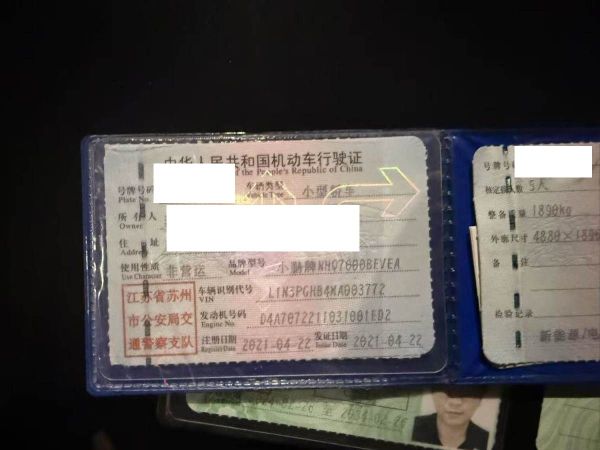 中华人民共和国机动车行驶证
the People's Republic of China
号牌号码
Plate No.
车辆类型 小型轿车
Vehicle Type
所有人
Owner
住 址
Address
使用性质 非营运
Use Character
品牌型号 小鹏牌NHQ7000BEVEA
Model
江苏省苏州
市公安局交
通警察支队
车辆识别代号
VIN
L1N3PGHB4MA003772
发动机号码
Engine No.
注册日期 2021-04-22
Register Date
发证日期 2021-04-22
Issue Date
号牌号
核定载人数 5人
整备质量 1890kg
外廓尺寸 4880×1896
备 注
检验记录
新能源/电
至